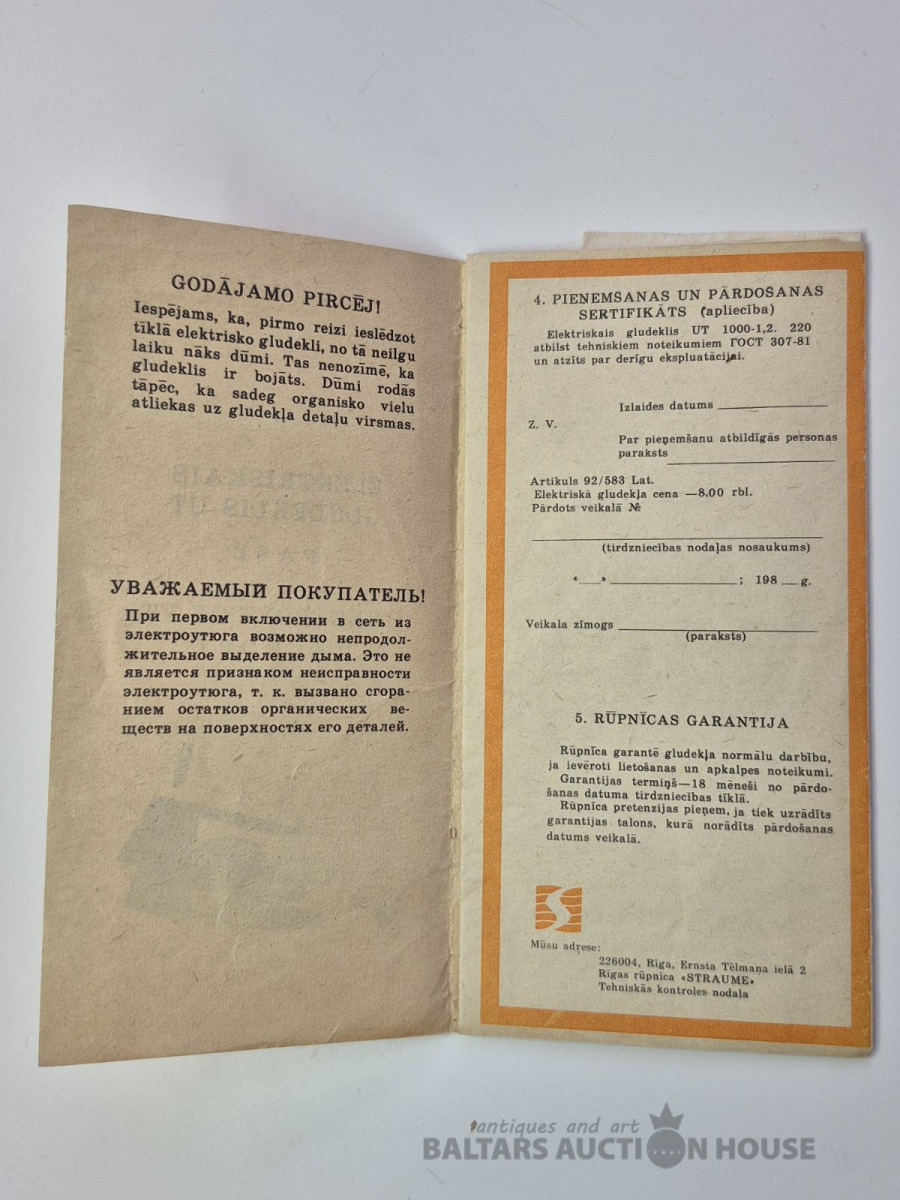 GODĀJAMO PIRCĒJ!
Iespējams, ka, pirmo reizi ieslēdzot
tīklā elektrisko gludekli, no tā neilgu
laiku nāks dūmi. Tas nenozīmē, ka
gludeklis ir bojāts. Dūmi rodās
tāpēc, ka sadeg organisko vielu
atliekas uz gludekļa detaļu virsmas.
УВАЖАЕМЫЙ ПОКУПАТЕЛЬ!
При первом включении в сеть из
электроутюга возможно непродол-
жительное выделение дыма. Это не
является признаком неисправности
электроутюга, т. к. вызвано сгора-
нием остатков органических ве-
ществ на поверхностях его деталей.
4. PIEŅEMŠANAS UN PĀRDOŠANAS
SERTIFIKĀTS (apliecība)
Elektriskais gludeklis UT 1000-1,2. 220
atbilst tehniskiem noteikumiem ГОСТ 307-81
un atzīts par derīgu ekspluatācijai.
Izlaides datums
Z. V.
Par pieņemšanu atbildīgās personas
paraksts
Artikuls 92/583 Lat.
Elektriskā gludekļa cena —8,00 rbl.
Pārdots veikalā №
(tirdzniecības nodaļas nosaukums)
« » ; 198 g.
Veikala zīmogs
(paraksts)
5. RŪPNĪCAS GARANTIJA
Rūpnīca garantē gludekļa normālu darbību,
ja ievēroti lietošanas un apkalpes noteikumi.
Garantijas termiņš—18 mēneši no pārdo-
šanas datuma tirdzniecības tīklā.
Rūpnīca pretenzijas pieņem, ja tiek uzrādīts
garantijas talons, kurā norādīts pārdošanas
datums veikalā.
Mūsu adrese:
226004, Rīga, Ernsta Tēlmaņa ielā 2
Rīgas rūpnīca «STRAUME»
Tehniskās kontroles nodaļa
antiques and art
BALTARS AUCTION HOUSE